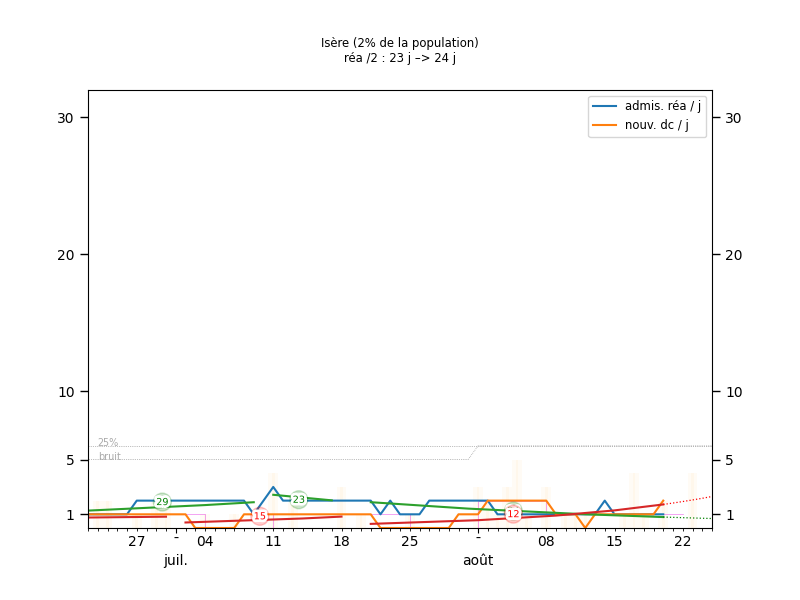 Isère (2% de la population)
réa /2 : 23 j –> 24 j
admis. réa / j
nouv. dc / j
30 30
20 20
10 10
25%
bruit
5 5
29 23
15 12
1 1
27 - 04 11 18 25 - 08 15 22
juil. août